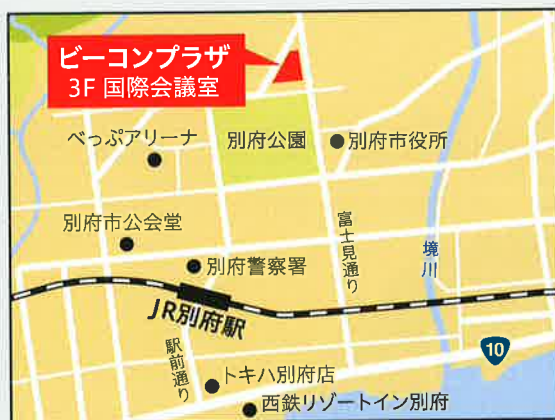 ビーコンプラザ
3F 国際会議室
べっぷアリーナ
別府公園
別府市役所
別府市公会堂
富士見通り
境川
別府警察署
JR別府駅
10
駅前通り
トキハ別府店
西鉄リゾートイン別府